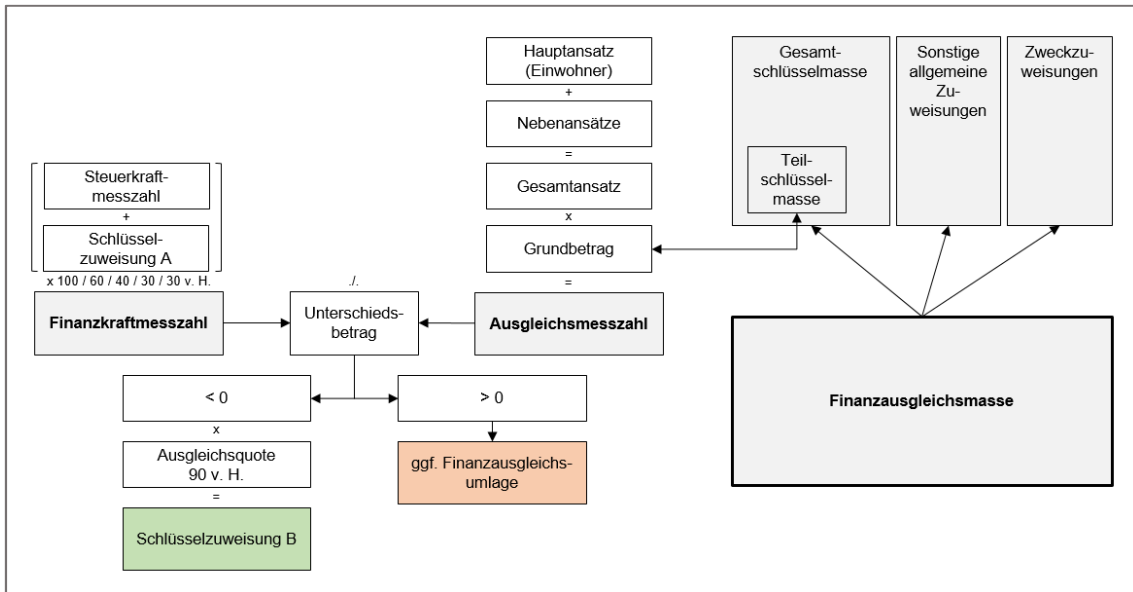 Hauptansatz
(Einwohner)
+
Nebenansätze
=
Gesamtansatz
x
Grundbetrag
=
Ausgleichsmesszahl
Steuerkraft-
messzahl
+
Schlüssel-
zuweisung A
x 100 / 60 / 40 / 30 / 30 v. H.
Finanzkraftmesszahl
./.
Unterschieds-
betrag
< 0
x
Ausgleichsquote
90 v. H.
=
Schlüsselzuweisung B
> 0
ggf. Finanzausgleichs-
umlage
Gesamt-
schlüsselmasse
Teil-
schlüssel-
masse
Sonstige
allgemeine
Zu-
weisungen
Zweckzu-
weisungen
Finanzausgleichsmasse